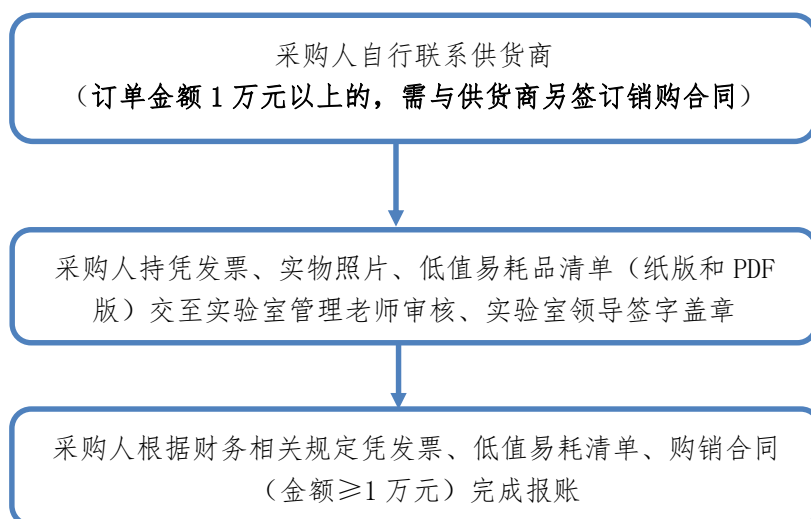 采购人自行联系供货商
（订单金额 1 万元以上的，需与供货商另签订销购合同）
采购人持凭发票、实物照片、低值易耗品清单（纸版和 PDF
版）交至实验室管理老师审核、实验室领导签字盖章
采购人根据财务相关规定凭发票、低值易耗清单、购销合同
（金额≥1 万元）完成报账